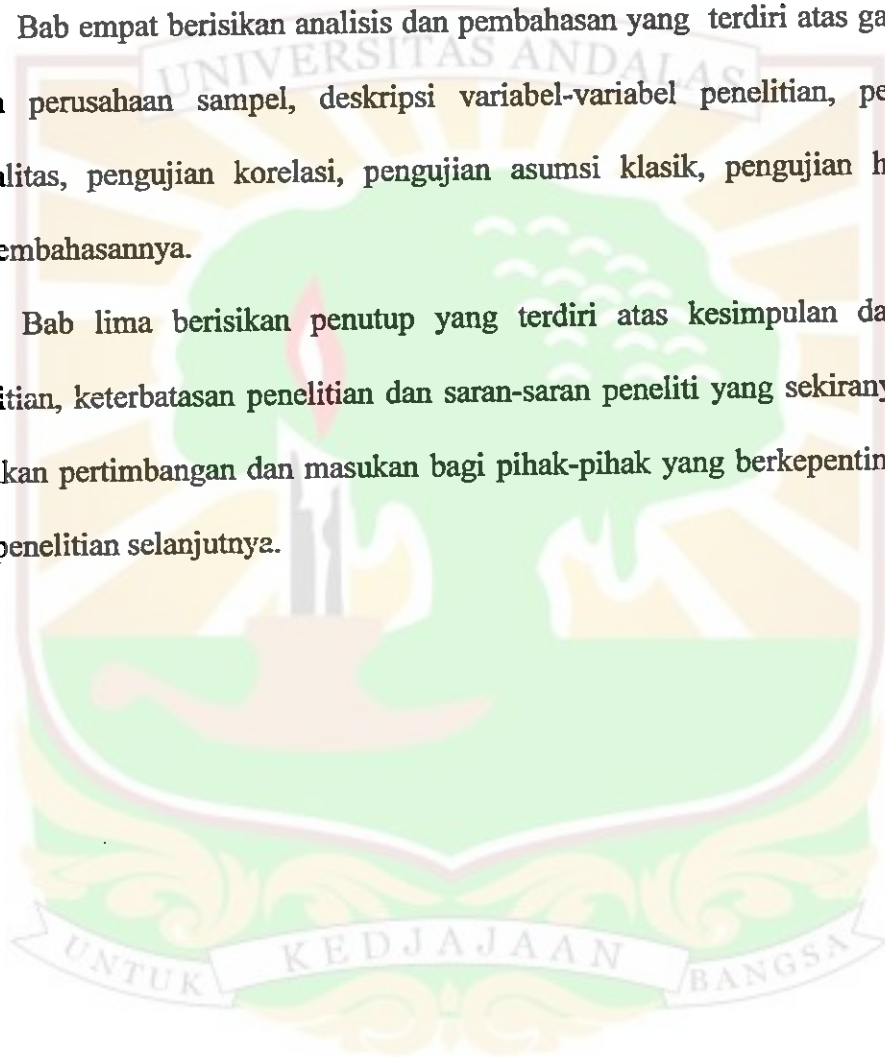 Bab empat berisikan analisis dan pembahasan yang terdiri atas ga
UNIVERSITAS ANDALAS
perusahaan sampel, deskripsi variabel-variabel penelitian, pe
alitas, pengujian korelasi, pengujian asumsi klasik, pengujian h
embahasannya.
Bab lima berisikan penutup yang terdiri atas kesimpulan da
itian, keterbatasan penelitian dan saran-saran peneliti yang sekirany
kan pertimbangan dan masukan bagi pihak-pihak yang berkepentin
penelitian selanjutnya.
UNTUK KEDJAJAAN BANGSA